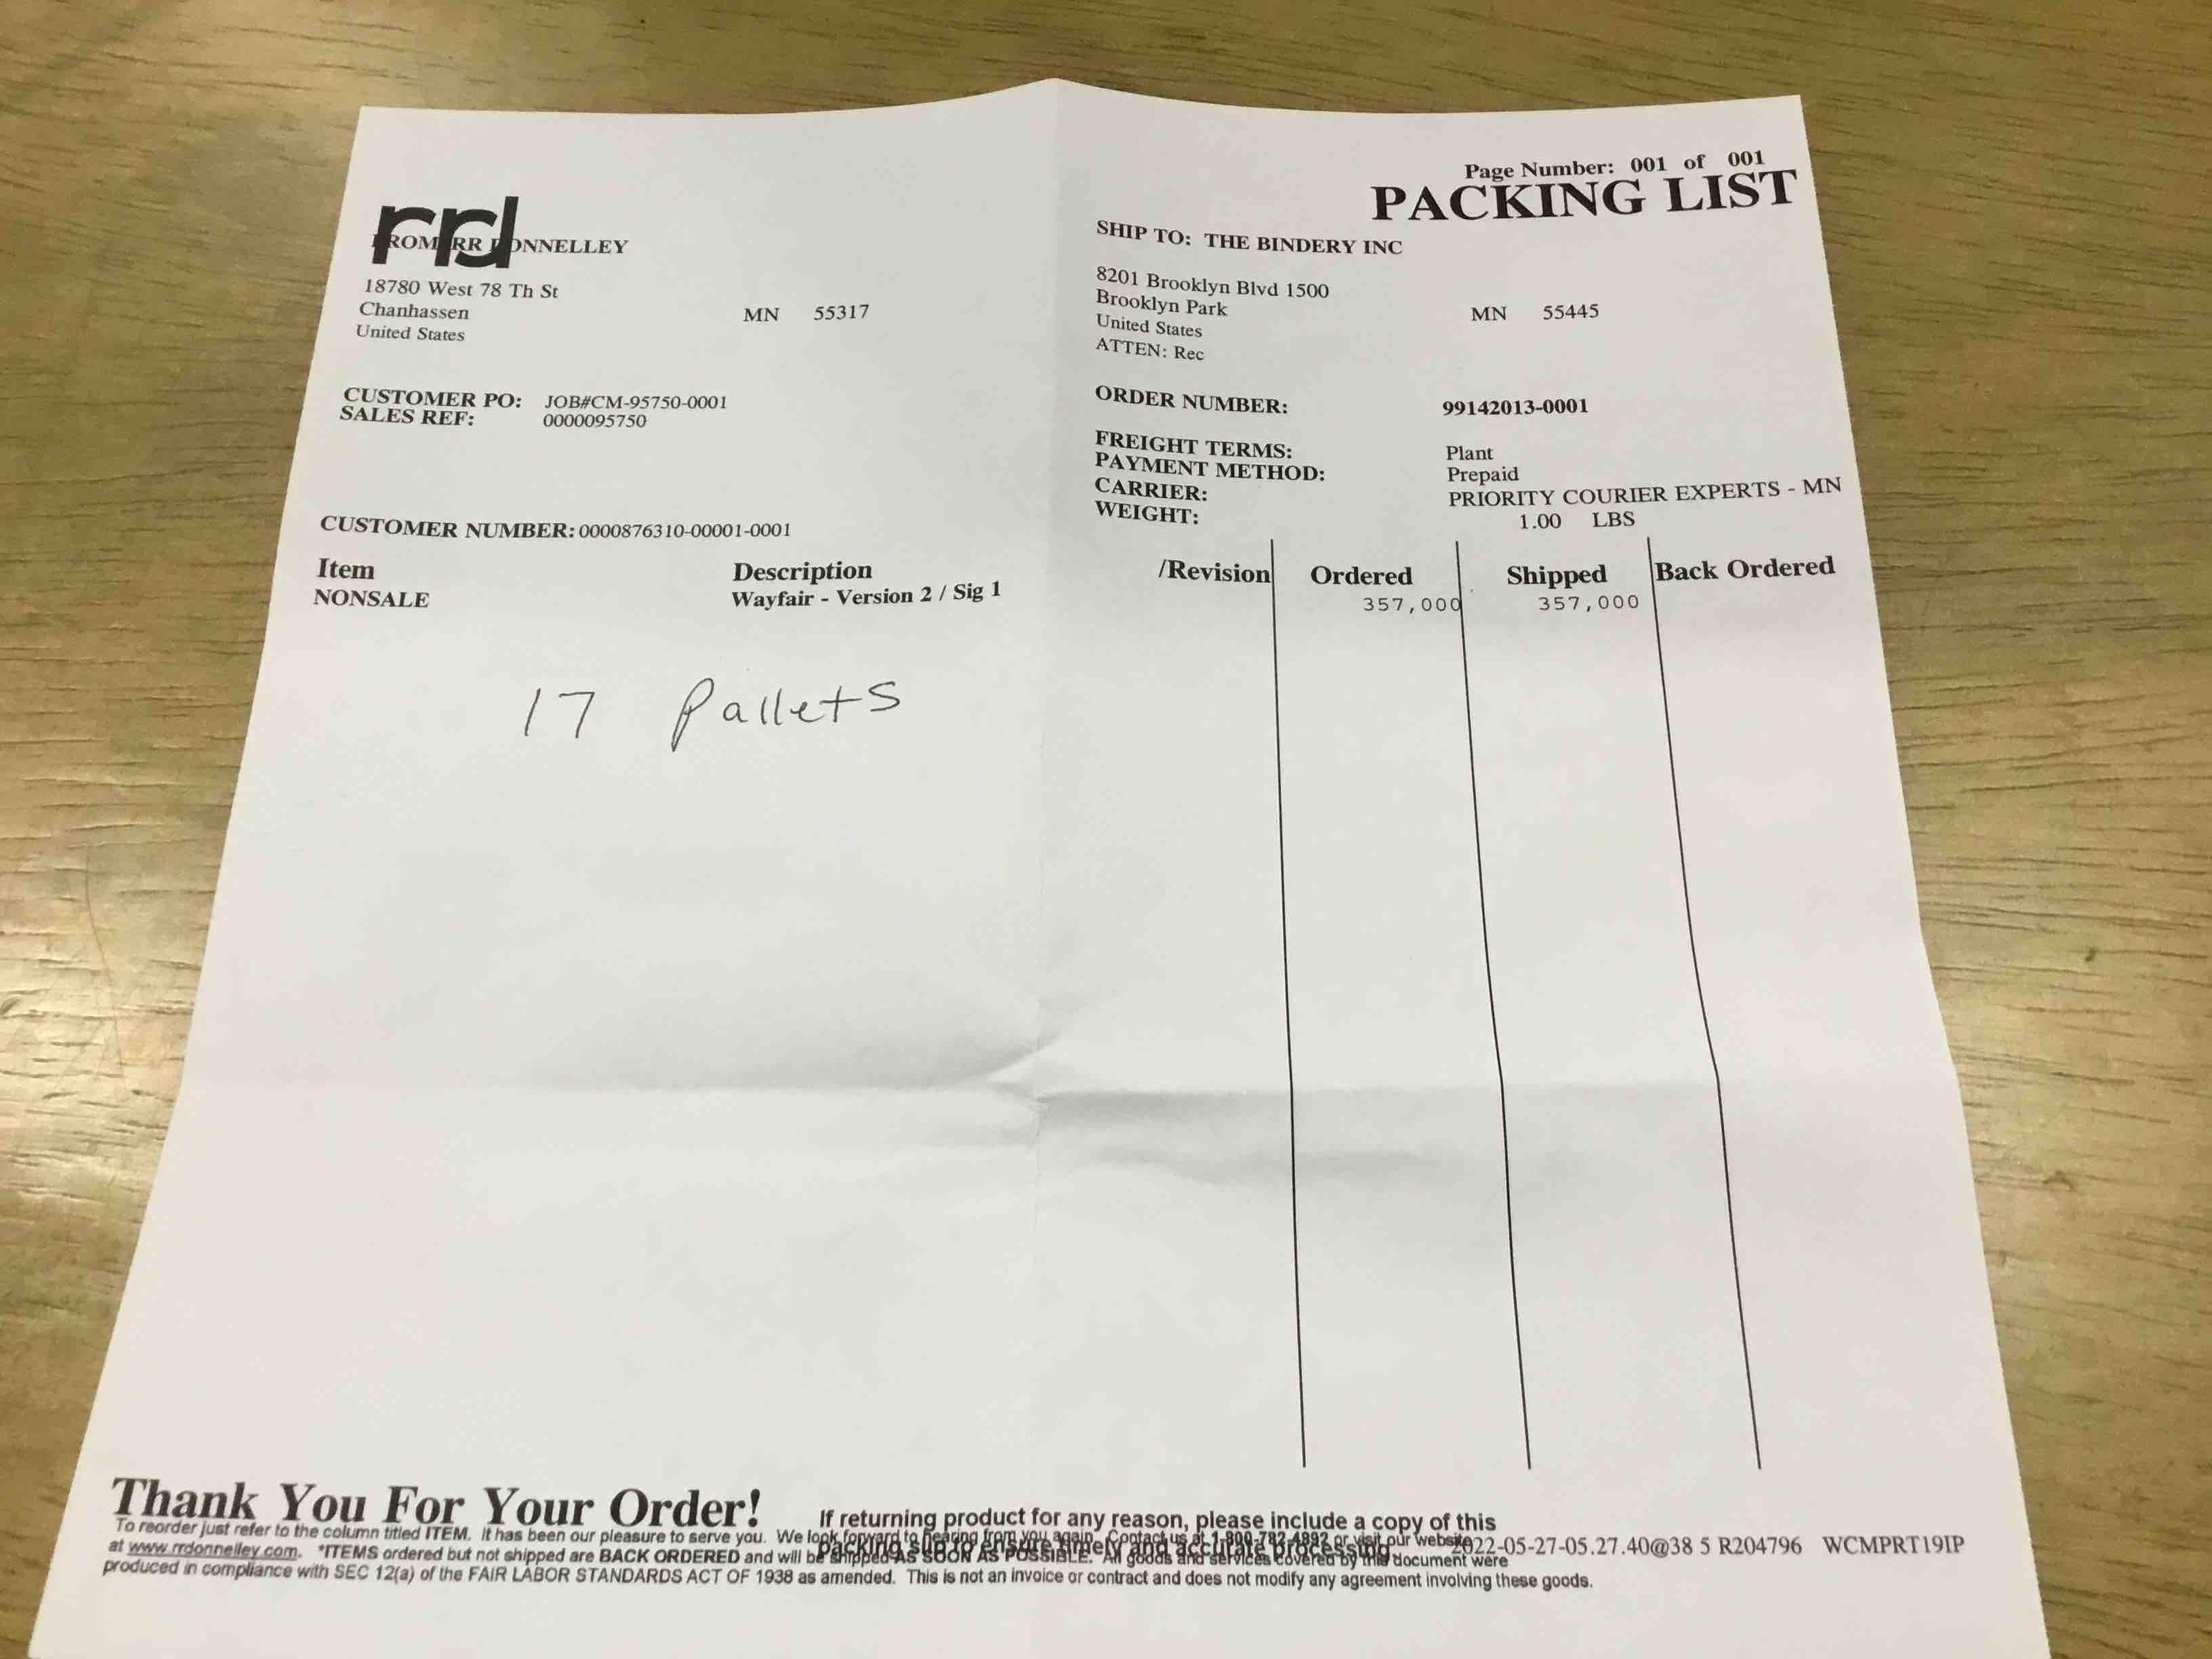 Page Number: 001 of 001
PACKING LIST
rrd
FROM RR DONNELLEY
18780 West 78 Th St
Chanhassen MN 55317
United States
SHIP TO: THE BINDERY INC
8201 Brooklyn Blvd 1500
Brooklyn Park MN 55445
United States
ATTEN: Rec
CUSTOMER PO: JOB#CM-95750-0001
SALES REF: 0000095750
ORDER NUMBER: 99142013-0001
FREIGHT TERMS: Plant
PAYMENT METHOD: Prepaid
CARRIER: PRIORITY COURIER EXPERTS - MN
WEIGHT: 1.00 LBS
CUSTOMER NUMBER: 0000876310-00001-0001
Item Description /Revision Ordered Shipped Back Ordered
NONSALE Wayfair - Version 2 / Sig 1 357,000 357,000
17 Pallets
Thank You For Your Order!
If returning product for any reason, please include a copy of this
packing slip to ensure timely and accurate processing.
To reorder just refer to the column titled ITEM. It has been our pleasure to serve you. We look forward to hearing from you again. Contact us at 1-800-782-4892 or visit our website
at www.rrdonnelley.com. *ITEMS ordered but not shipped are BACK ORDERED and will be shipped AS SOON AS POSSIBLE. All goods and services covered by this document were
produced in compliance with SEC 12(a) of the FAIR LABOR STANDARDS ACT OF 1938 as amended. This is not an invoice or contract and does not modify any agreement involving these goods.
2022-05-27-05.27.40@38 5 R204796 WCMPRT19IP